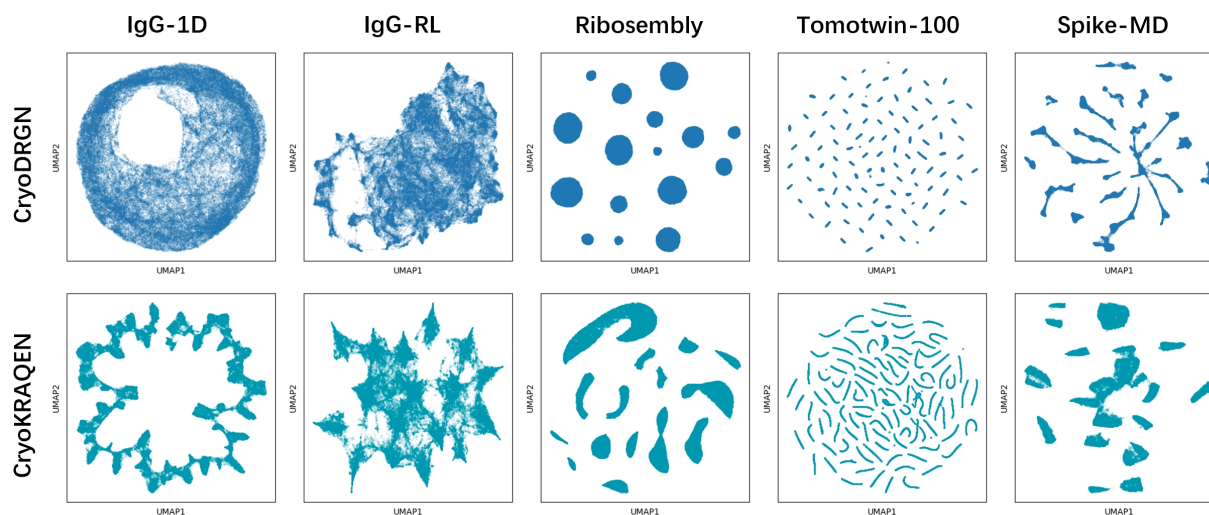 IgG-1D IgG-RL Ribosembly Tomotwin-100 Spike-MD
CryoDRGN
UMAP2 UMAP2 UMAP2 UMAP2 UMAP2
UMAP1 UMAP1 UMAP1 UMAP1 UMAP1
CryoKRAQEN
UMAP2 UMAP2 UMAP2 UMAP2 UMAP2
UMAP1 UMAP1 UMAP1 UMAP1 UMAP1